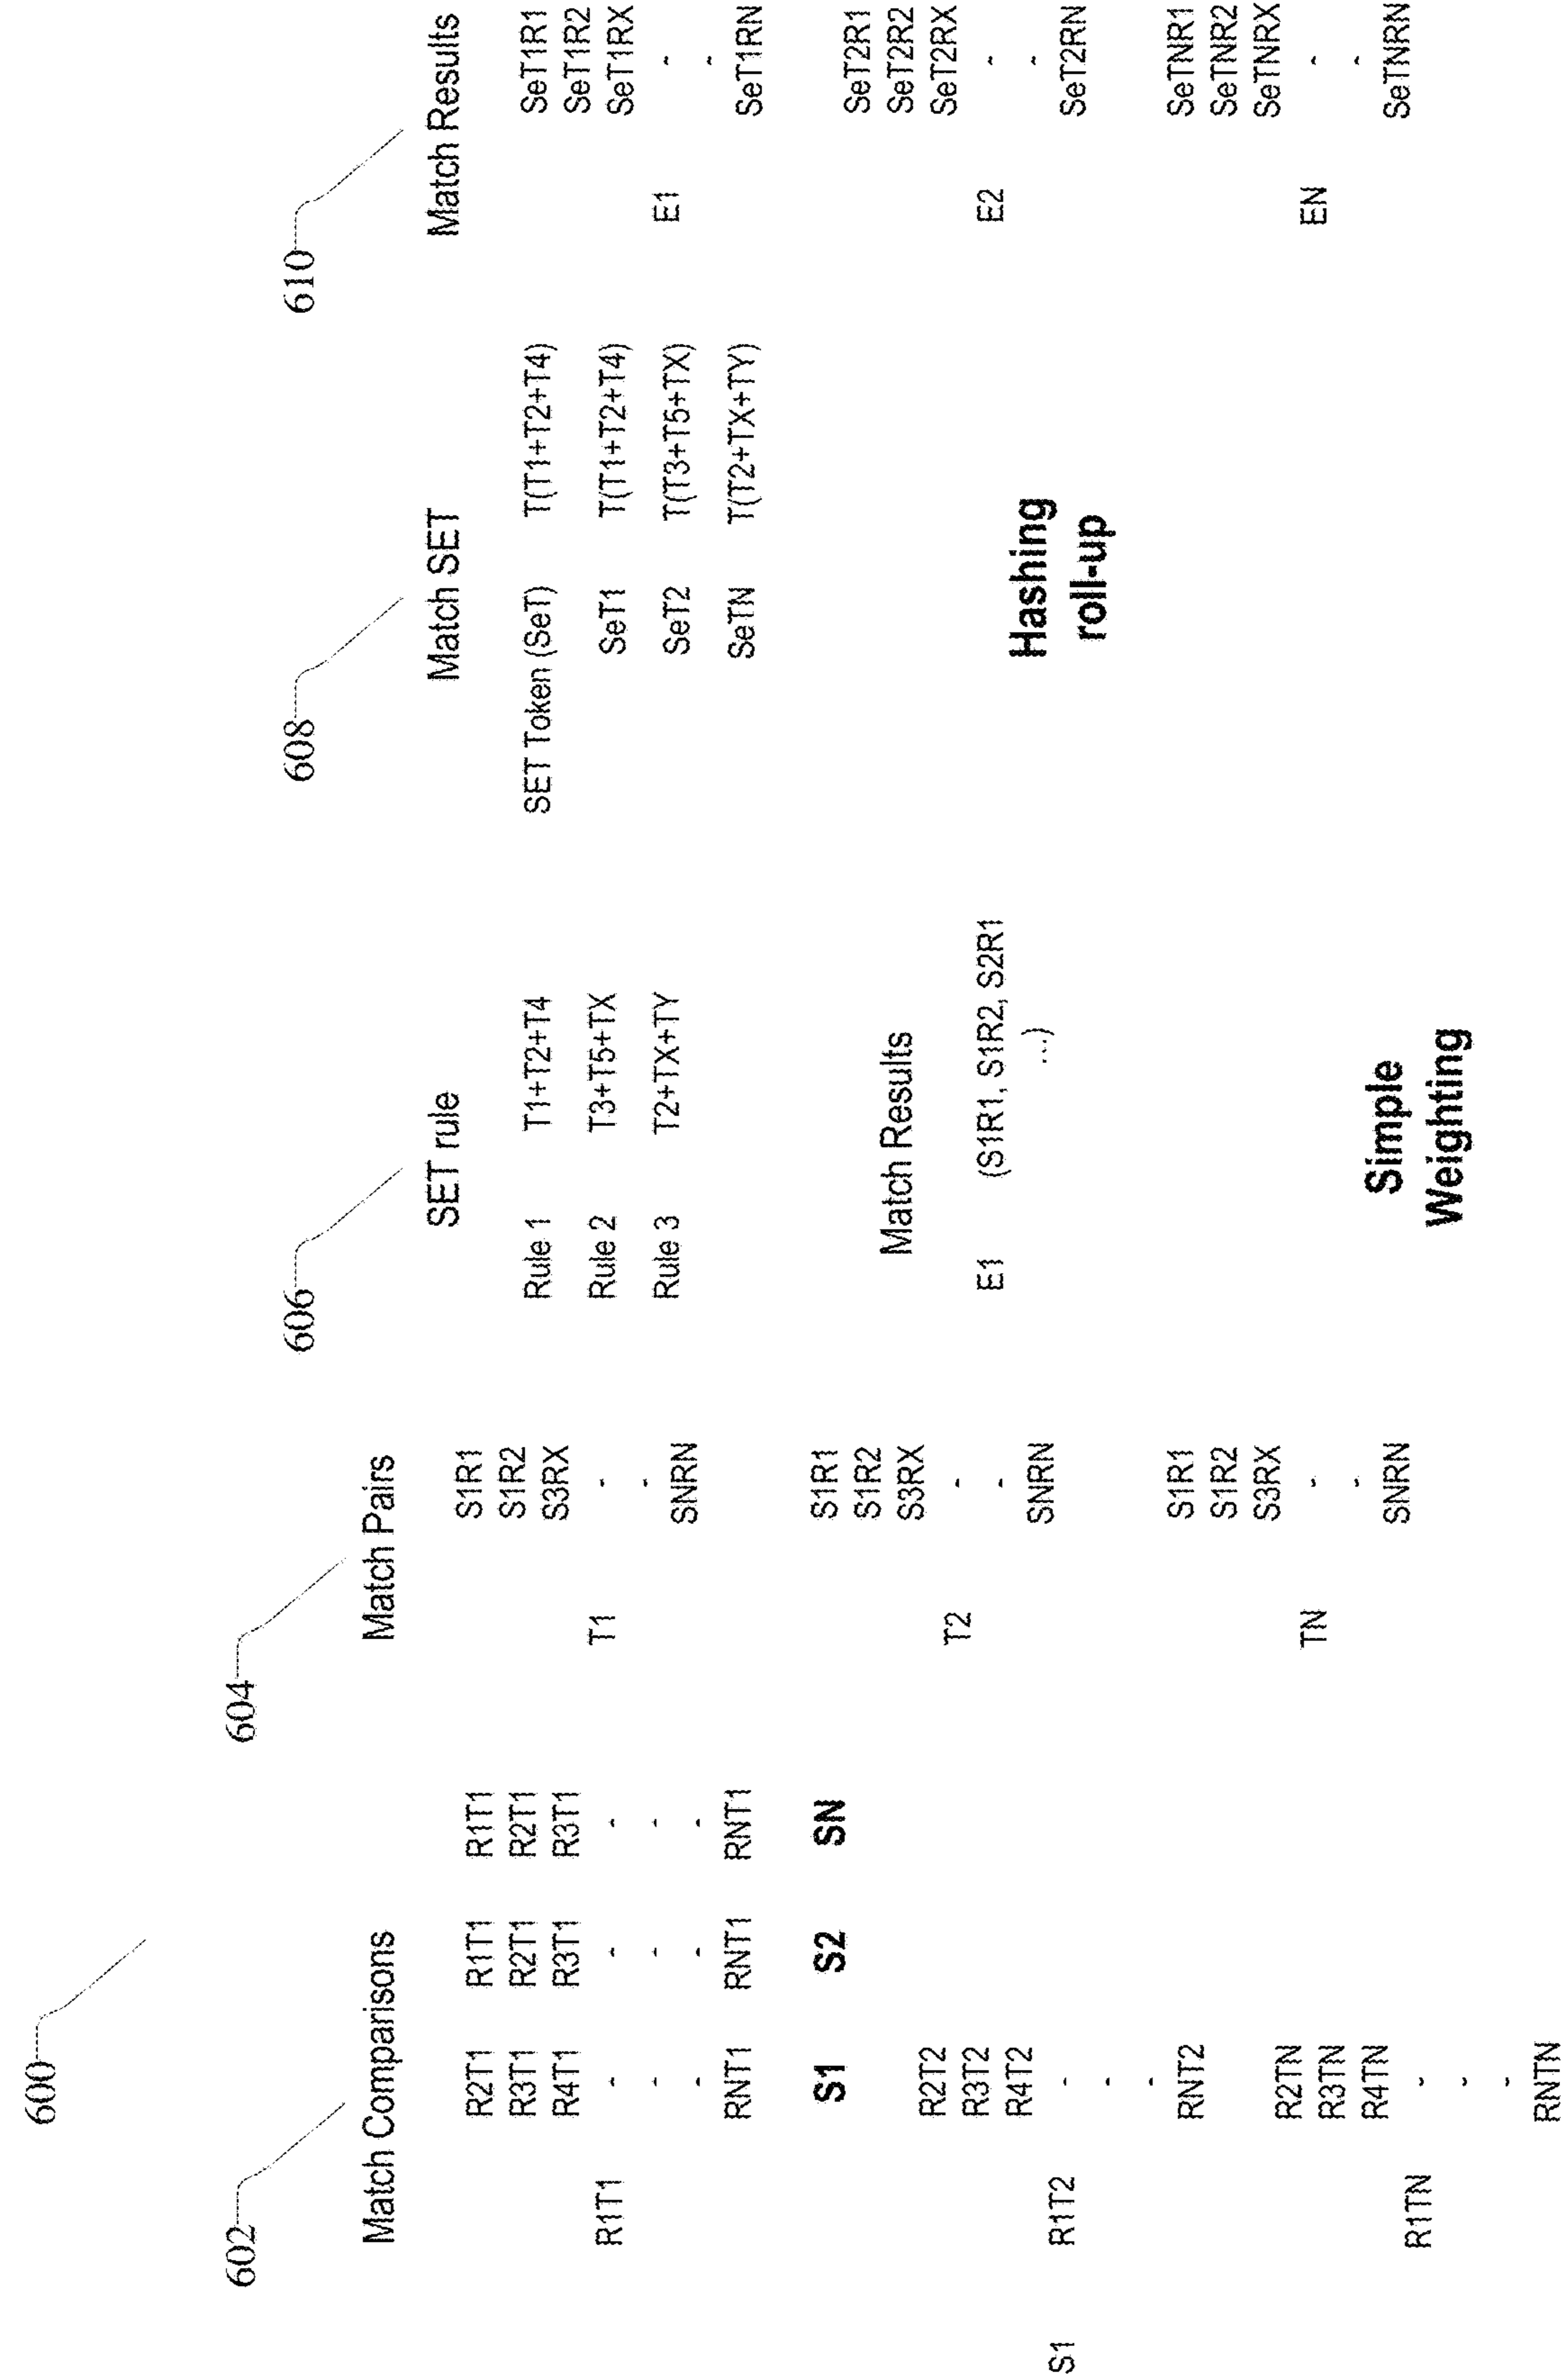 600
602
Match Comparisons
R2T1 R1T1 R1T1
R3T1 R2T1 R2T1
R4T1 R3T1 R3T1
R1T1
- - -
- - -
- - -
RNT1 RNT1 RNT1
S1 S2 SN
R2T2
R3T2
R4T2
S1 R1T2
-
-
-
RNT2
R2TN
R3TN
R4TN
R1TN
-
-
-
RNTN
604
Match Pairs
S1R1
S1R2
S3RX
T1
-
-
SNRN
S1R1
S1R2
S3RX
T2
-
-
SNRN
S1R1
S1R2
S3RX
TN
-
-
SNRN
606
SET rule
Rule 1 T1+T2+T4
Rule 2 T3+T5+TX
Rule 3 T2+TX+TY
Match Results
E1 (S1R1, S1R2, S2R1
...)
Simple
Weighting
608
Match SET
SET Token (SeT) T(T1+T2+T4)
SeT1 T(T1+T2+T4)
SeT2 T(T3+T5+TX)
SeTN T(T2+TX+TY)
Hashing
roll-up
610
Match Results
SeT1R1
SeT1R2
SeT1RX
E1
-
-
SeT1RN
SeT2R1
SeT2R2
SeT2RX
E2
-
-
SeT2RN
SeTNR1
SeTNR2
SeTNRX
EN
-
-
SeTNRN